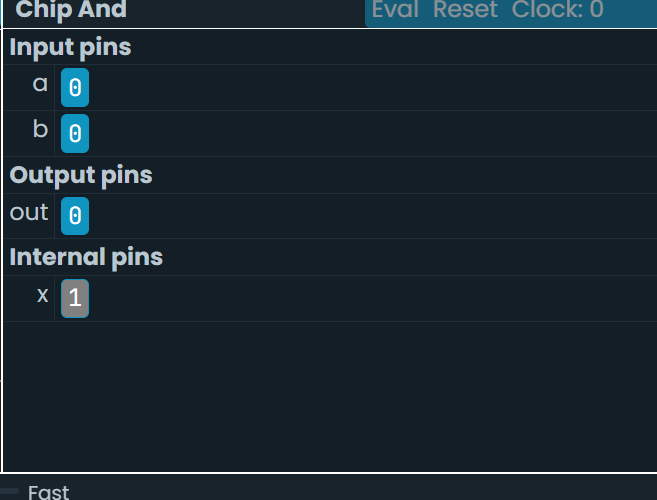 Chip And
Eval Reset Clock: 0
Input pins
a 0
b 0
Output pins
out 0
Internal pins
x 1
Fast